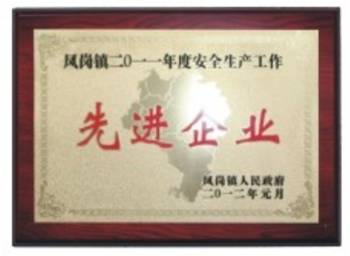 凤岗镇二〇一一年度安全生产工作
先进企业
凤岗镇人民政府
二〇一二年元月